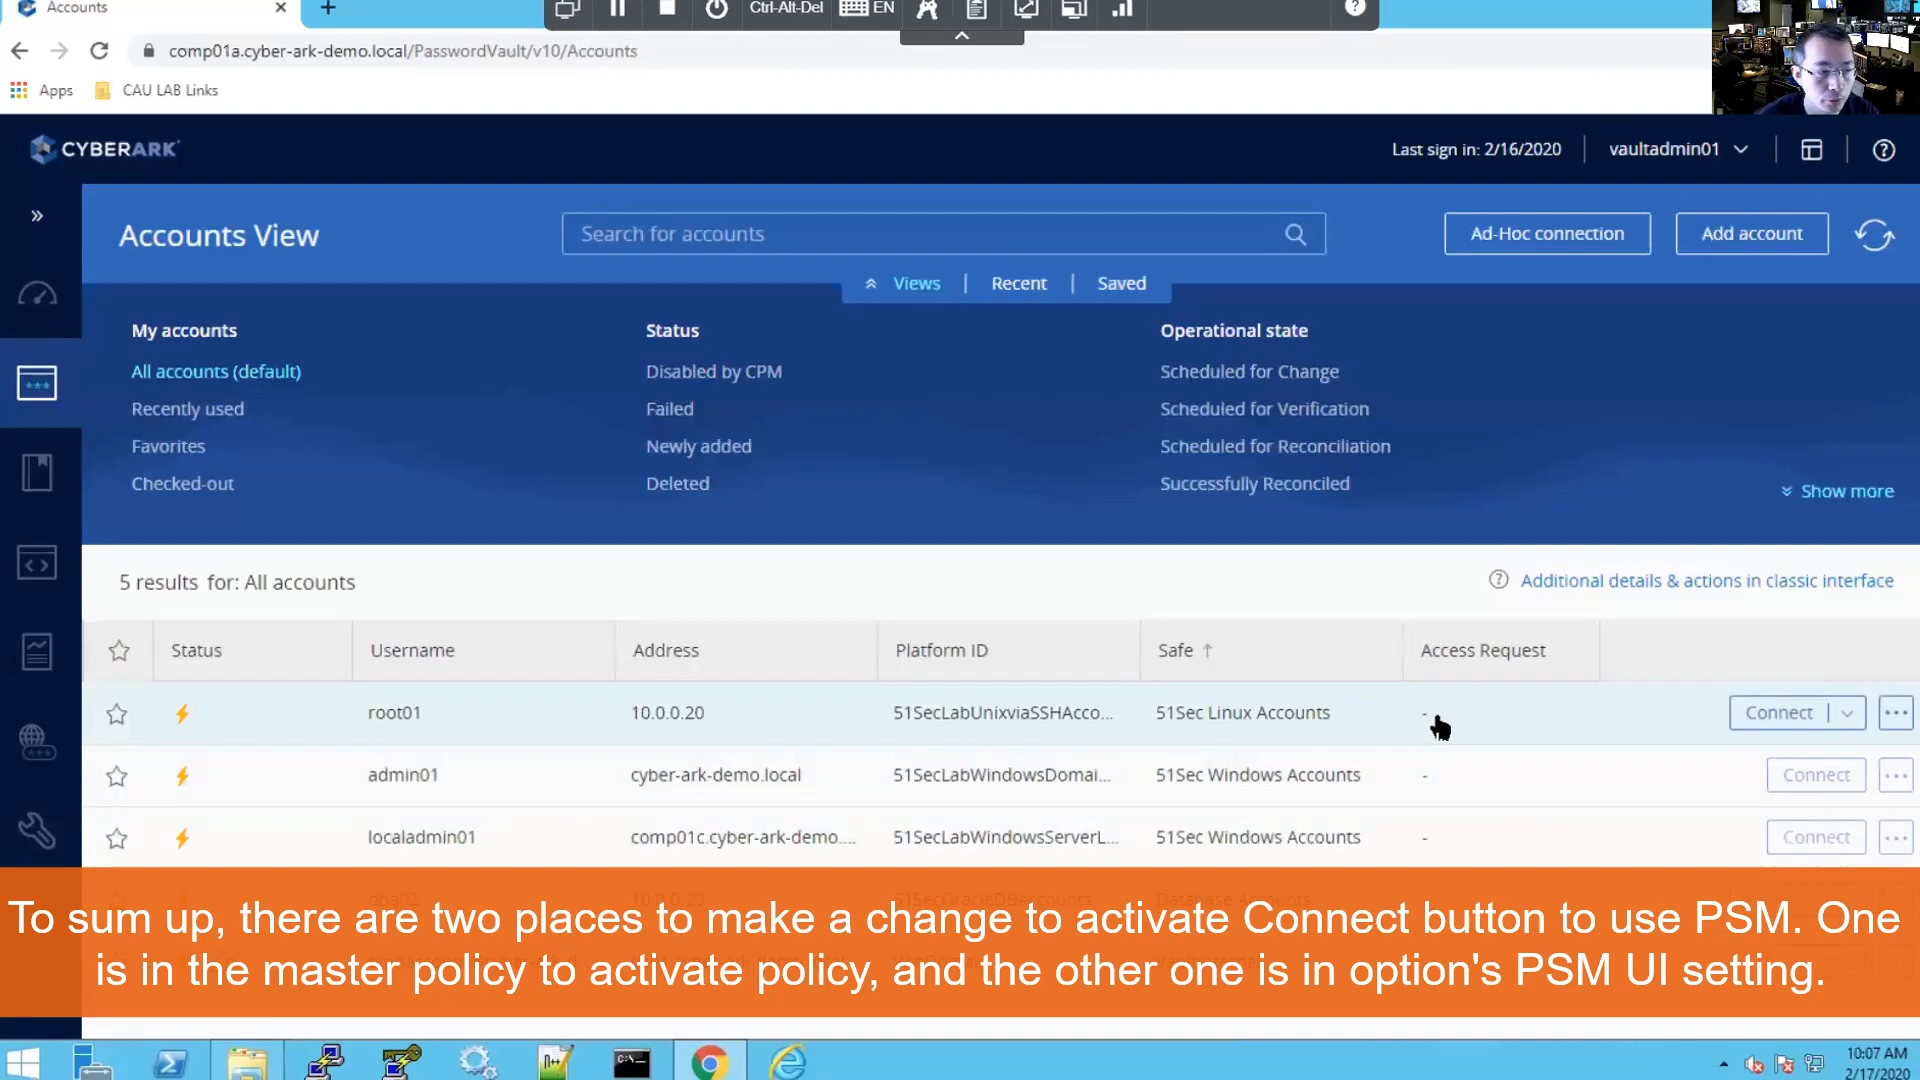 Accounts
Ctrl-Alt-Del
EN
comp01a.cyber-ark-demo.local/PasswordVault/v10/Accounts
Apps
CAU LAB Links
CYBERARK
Last sign in: 2/16/2020
vaultadmin01
Accounts View
Search for accounts
Ad-Hoc connection
Add account
Views
Recent
Saved
My accounts
Status
Operational state
All accounts (default)
Disabled by CPM
Scheduled for Change
Recently used
Failed
Scheduled for Verification
Favorites
Newly added
Scheduled for Reconciliation
Checked-out
Deleted
Successfully Reconciled
Show more
5 results for: All accounts
Additional details & actions in classic interface
Status Username Address Platform ID Safe Access Request
root01 10.0.0.20 51SecLabUnixviaSSHAcco... 51Sec Linux Accounts - Connect
admin01 cyber-ark-demo.local 51SecLabWindowsDomai... 51Sec Windows Accounts - Connect
localadmin01 comp01c.cyber-ark-demo.... 51SecLabWindowsServerL... 51Sec Windows Accounts - Connect
dba02 10.0.0.20 51SecOracleDBAccounts Database Accounts
To sum up, there are two places to make a change to activate Connect button to use PSM. One
is in the master policy to activate policy, and the other one is in option's PSM UI setting.
10:07 AM
2/17/2020